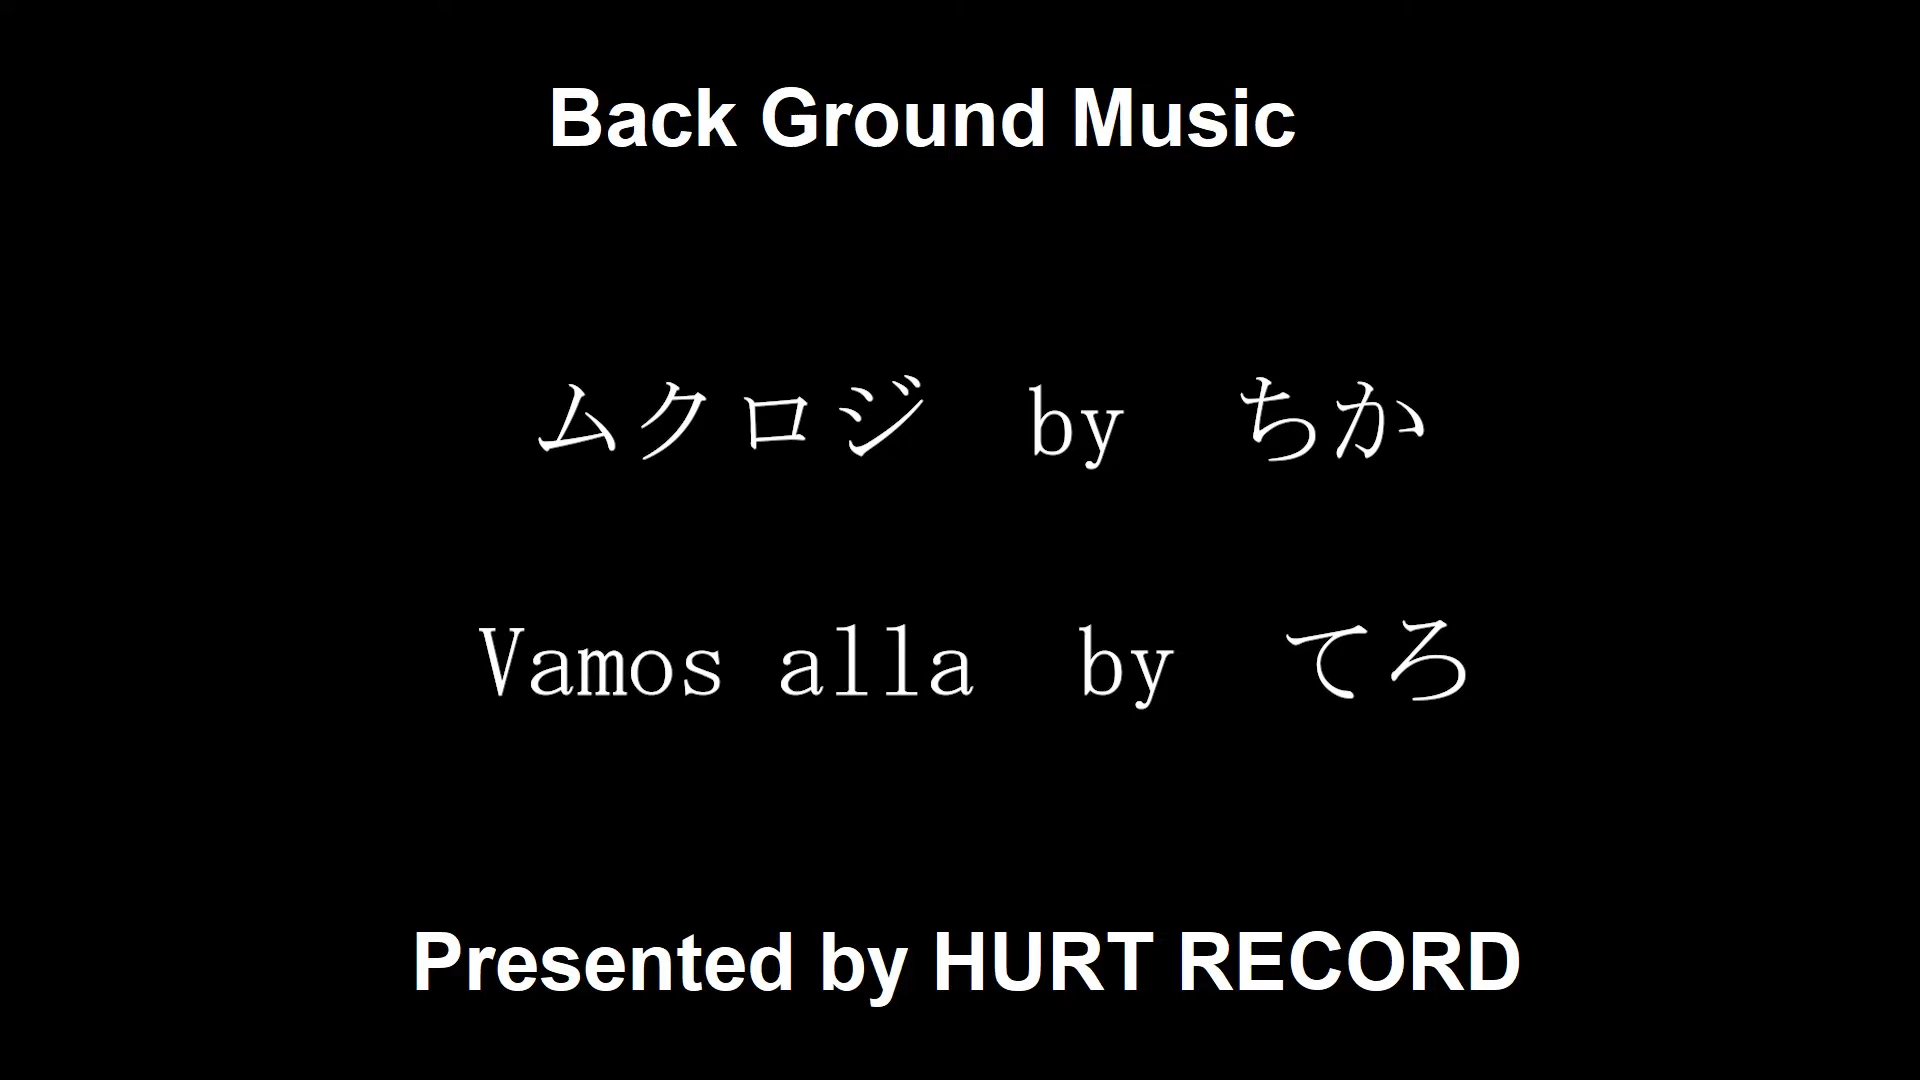 Back Ground Music
ムクロジ　by　ちか
Vamos alla　by　てろ
Presented by HURT RECORD